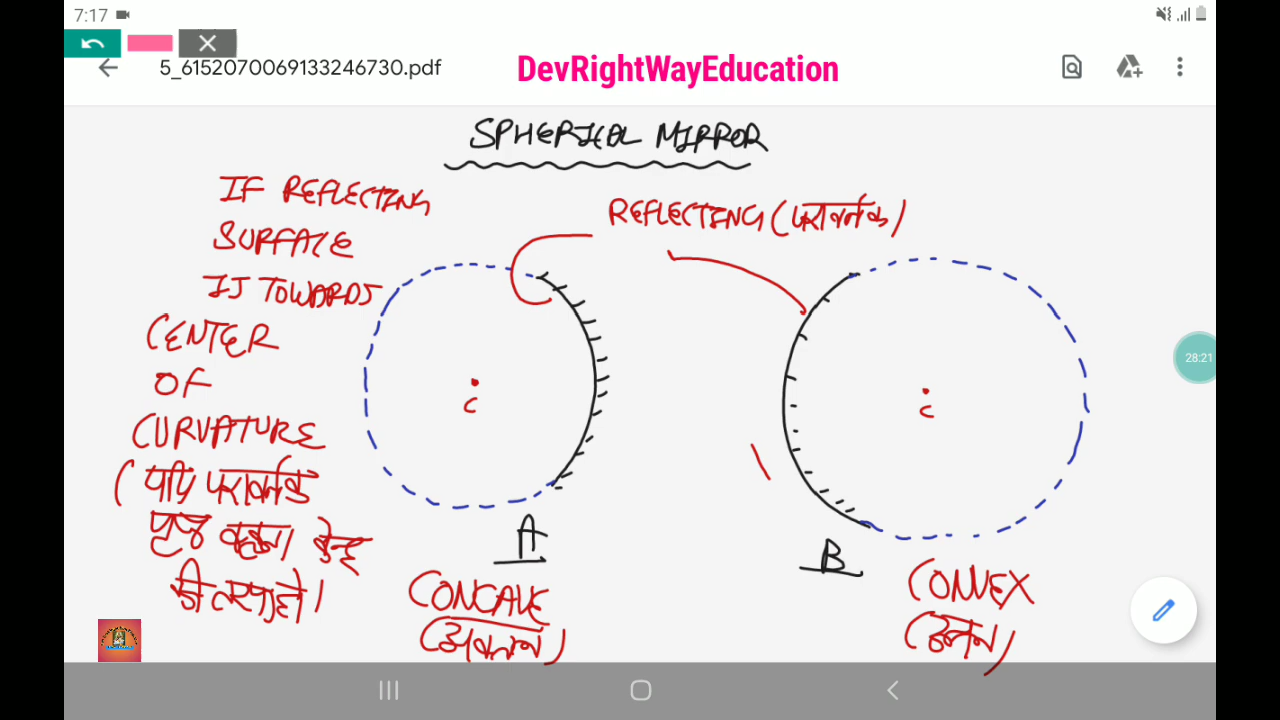 7:17
5_6152070069133246730.pdf
DevRightWayEducation
SPHERICAL MIRROR
IF REFLECTING
SURFACE
IS TOWARDS
CENTER
OF
CURVATURE
(यदि परावर्तक
पृष्ठ वक्रता केन्द्र
की तरफ हो।
REFLECTING (परावर्तक)
28:21
C
C
A
B
CONCAVE
(अवतल)
CONVEX
(उत्तल)